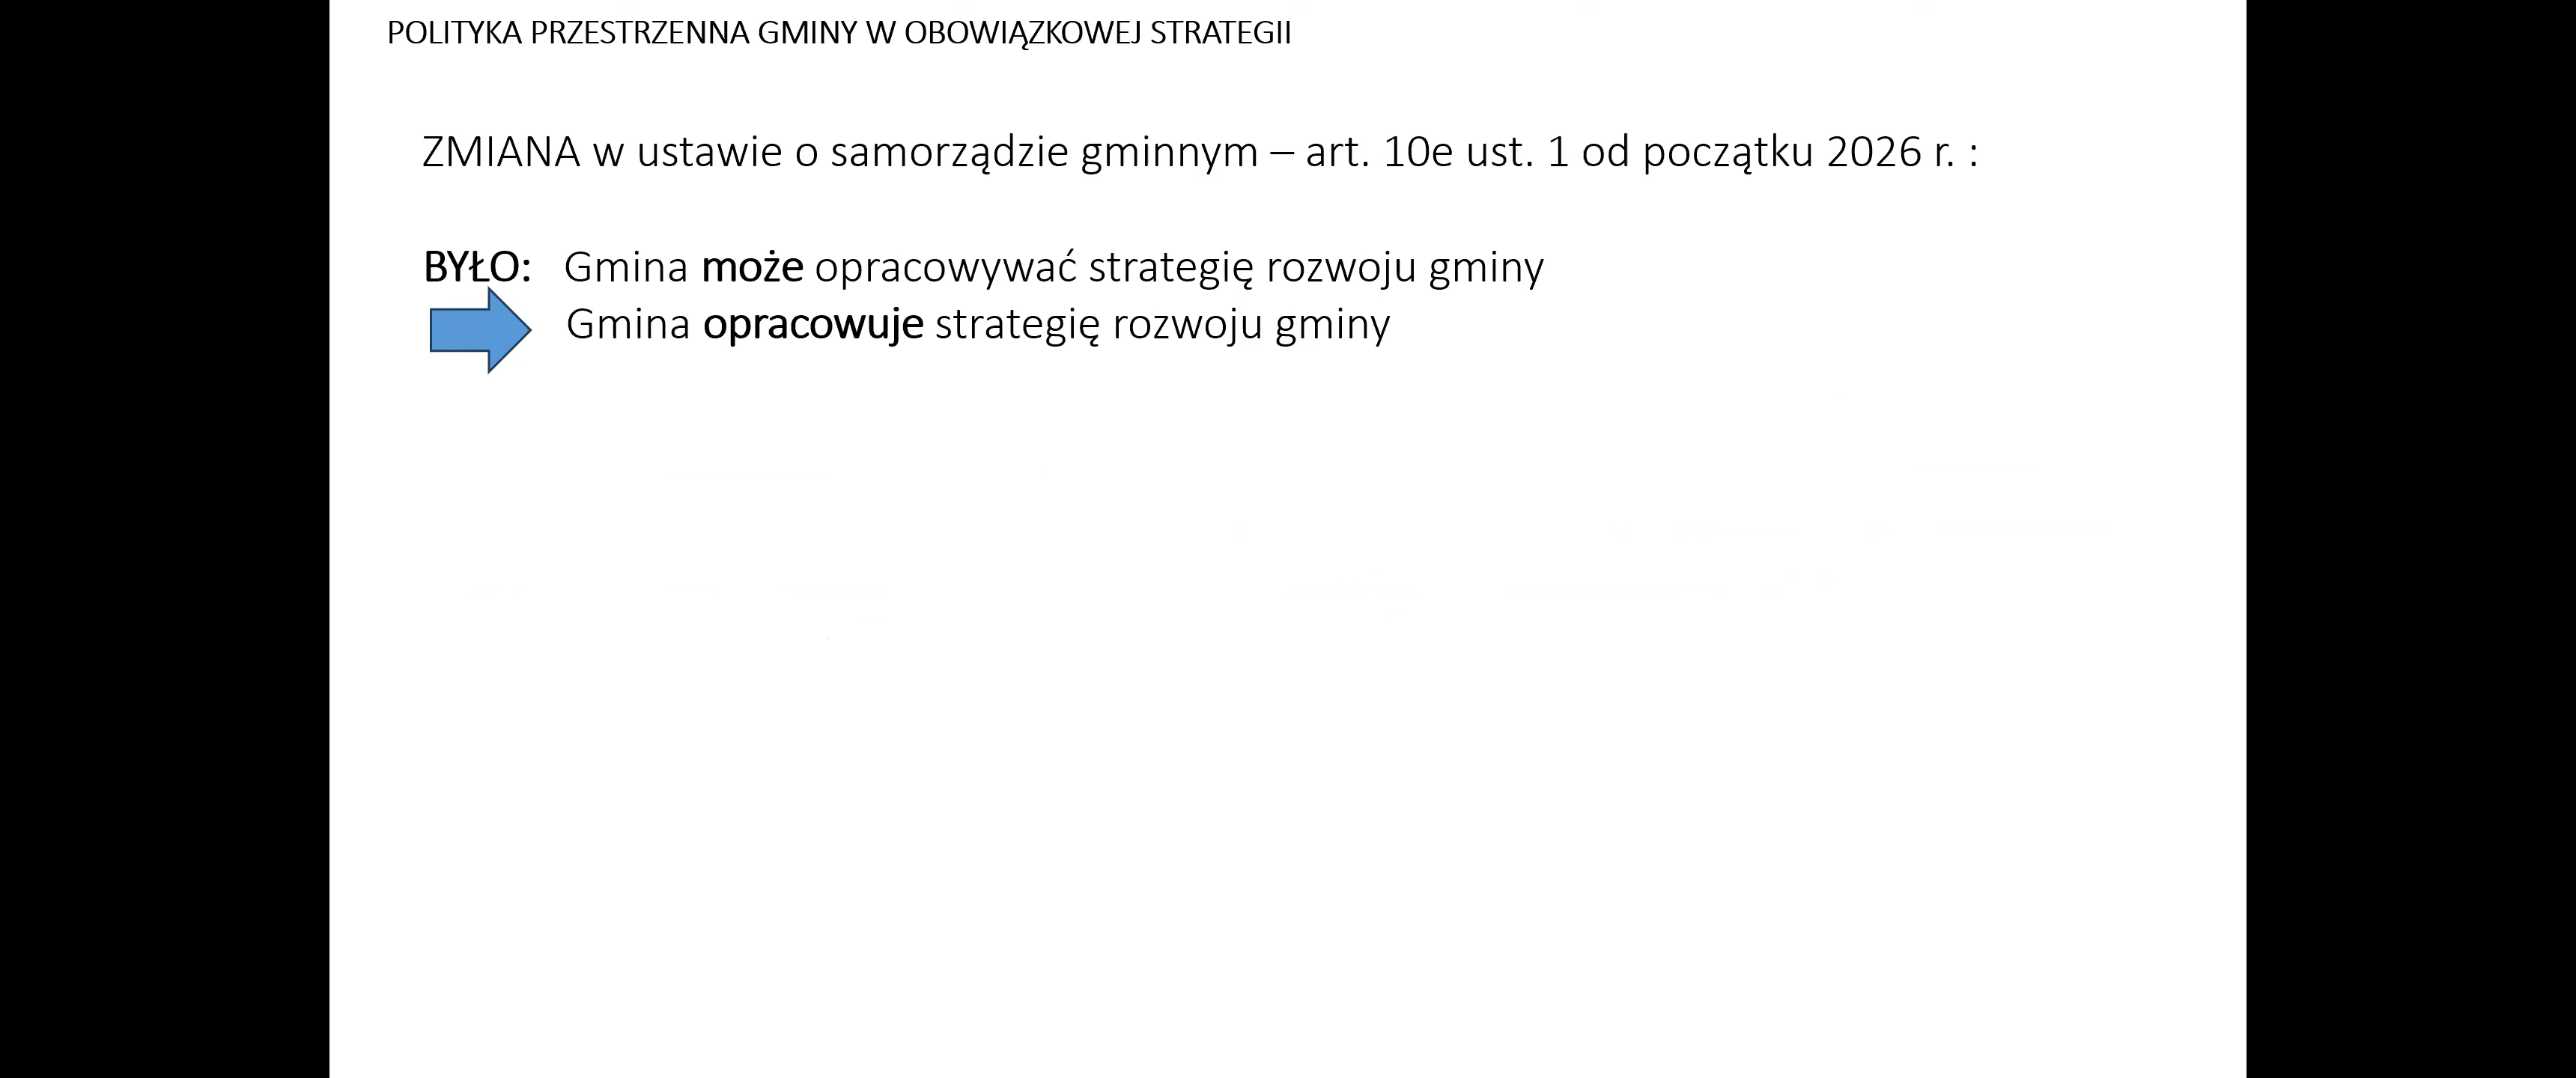 POLITYKA PRZESTRZENNA GMINY W OBOWIĄZKOWEJ STRATEGII
ZMIANA w ustawie o samorządzie gminnym – art. 10e ust. 1 od początku 2026 r. :
BYŁO: Gmina może opracowywać strategię rozwoju gminy
Gmina opracowuje strategię rozwoju gminy